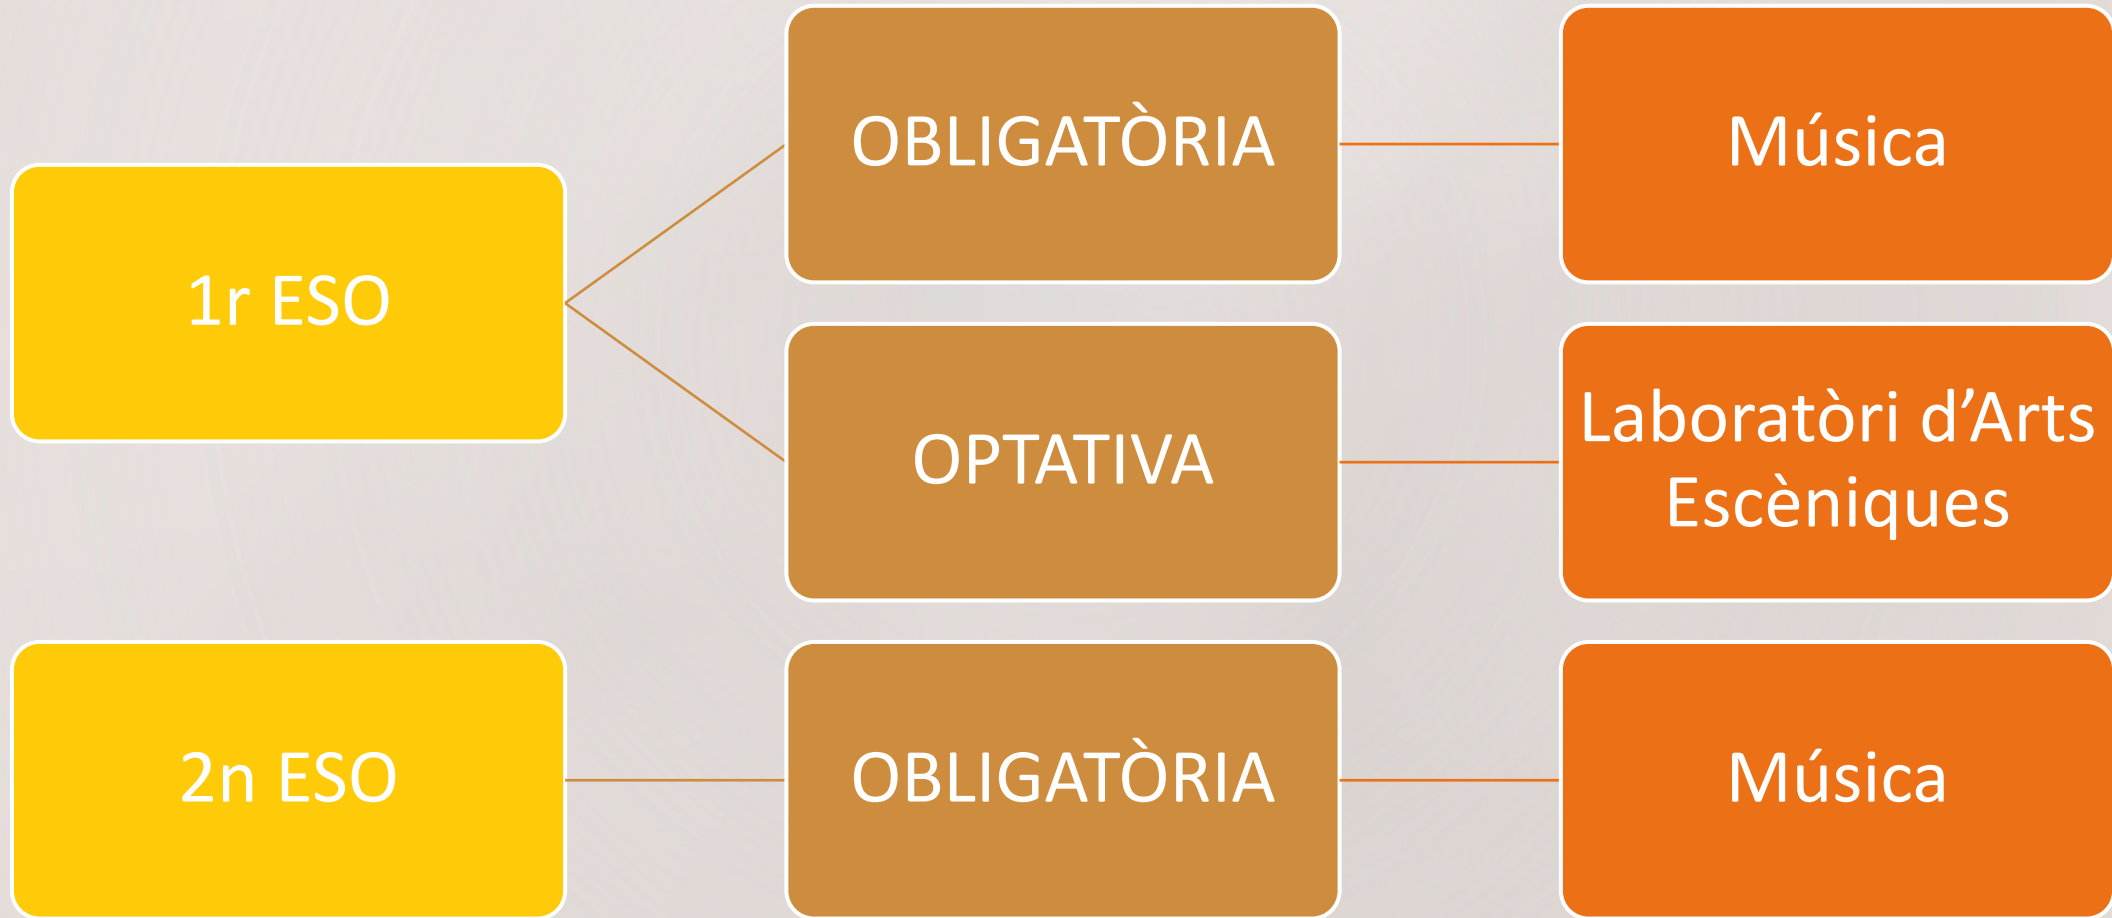 1r ESO
OBLIGATÒRIA
Música
OPTATIVA
Laboratòri d’Arts
Escèniques
2n ESO
OBLIGATÒRIA
Música